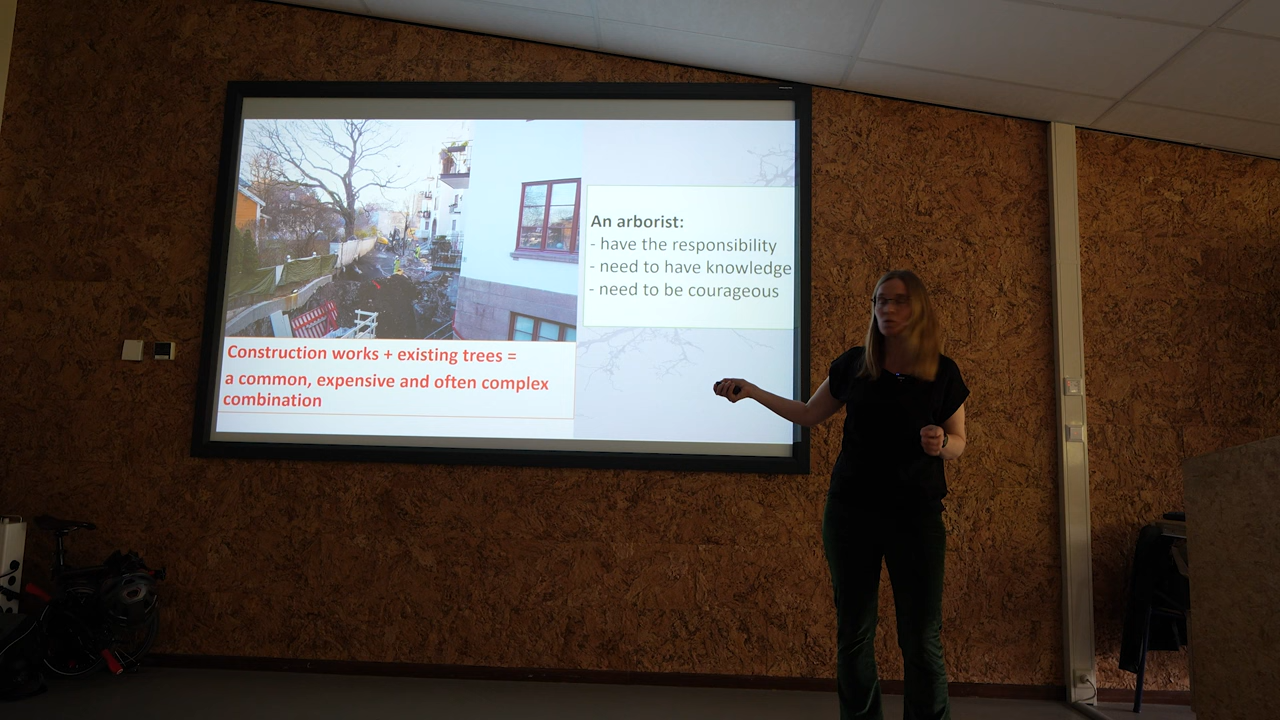 An arborist:
- have the responsibility
- need to have knowledge
- need to be courageous
Construction works + existing trees =
a common, expensive and often complex
combination